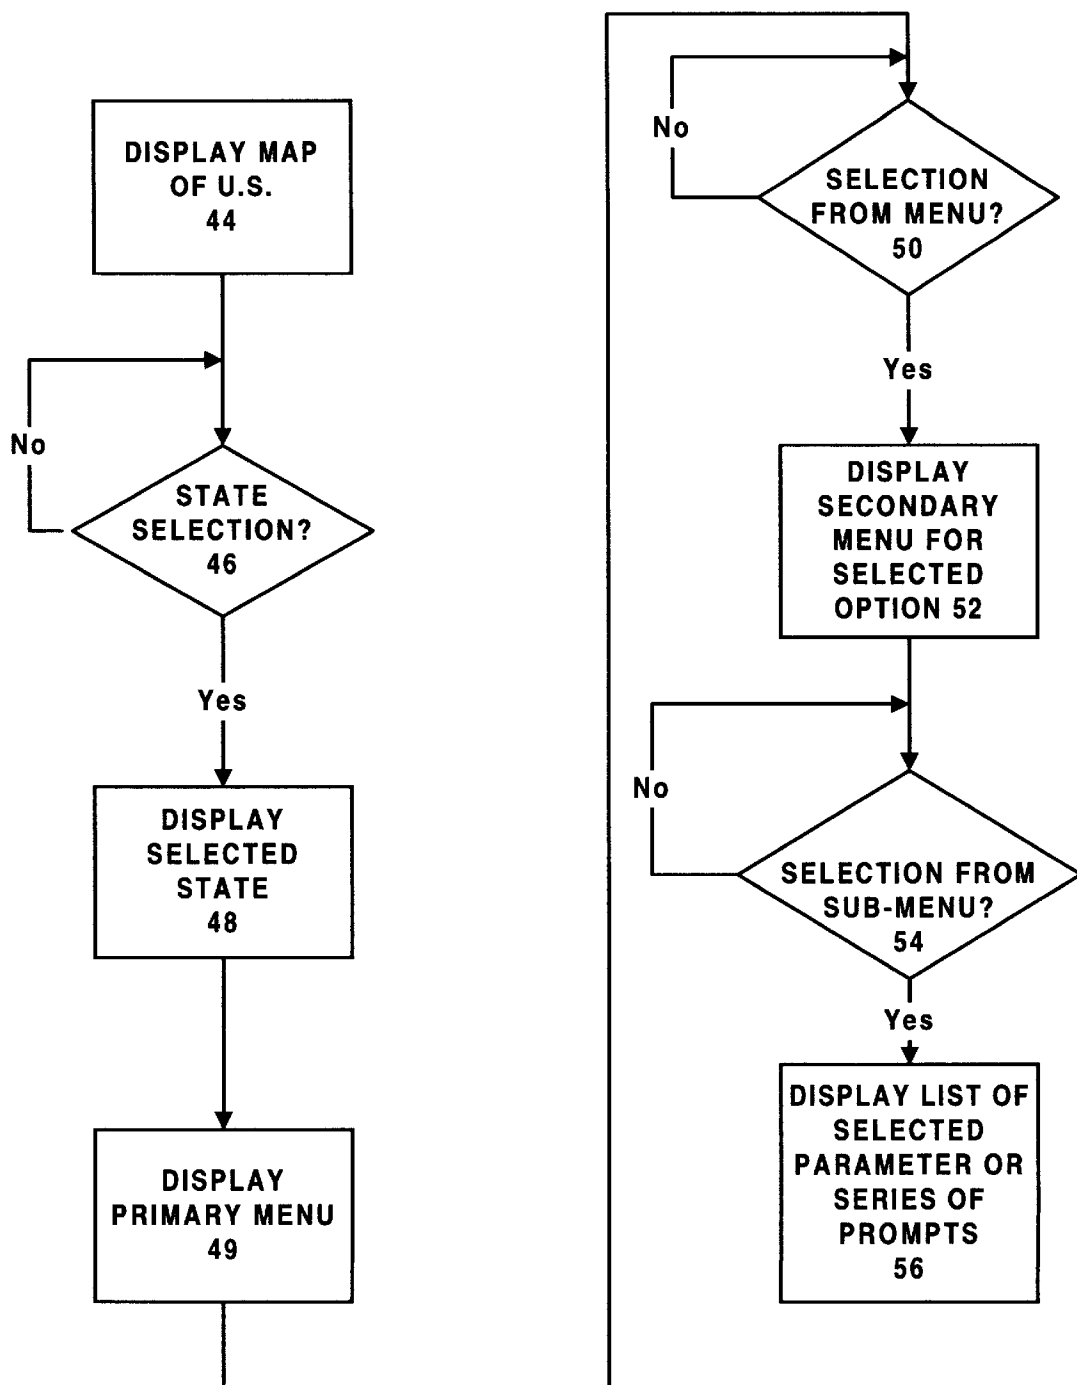 DISPLAY MAP
OF U.S.
44
No
STATE
SELECTION?
46
Yes
DISPLAY
SELECTED
STATE
48
DISPLAY
PRIMARY MENU
49
No
SELECTION
FROM MENU?
50
Yes
DISPLAY
SECONDARY
MENU FOR
SELECTED
OPTION 52
No
SELECTION FROM
SUB-MENU?
54
Yes
DISPLAY LIST OF
SELECTED
PARAMETER OR
SERIES OF
PROMPTS
56